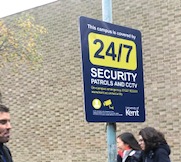 This campus is covered by
24/7
SECURITY
PATROLS AND CCTV
University of
Kent